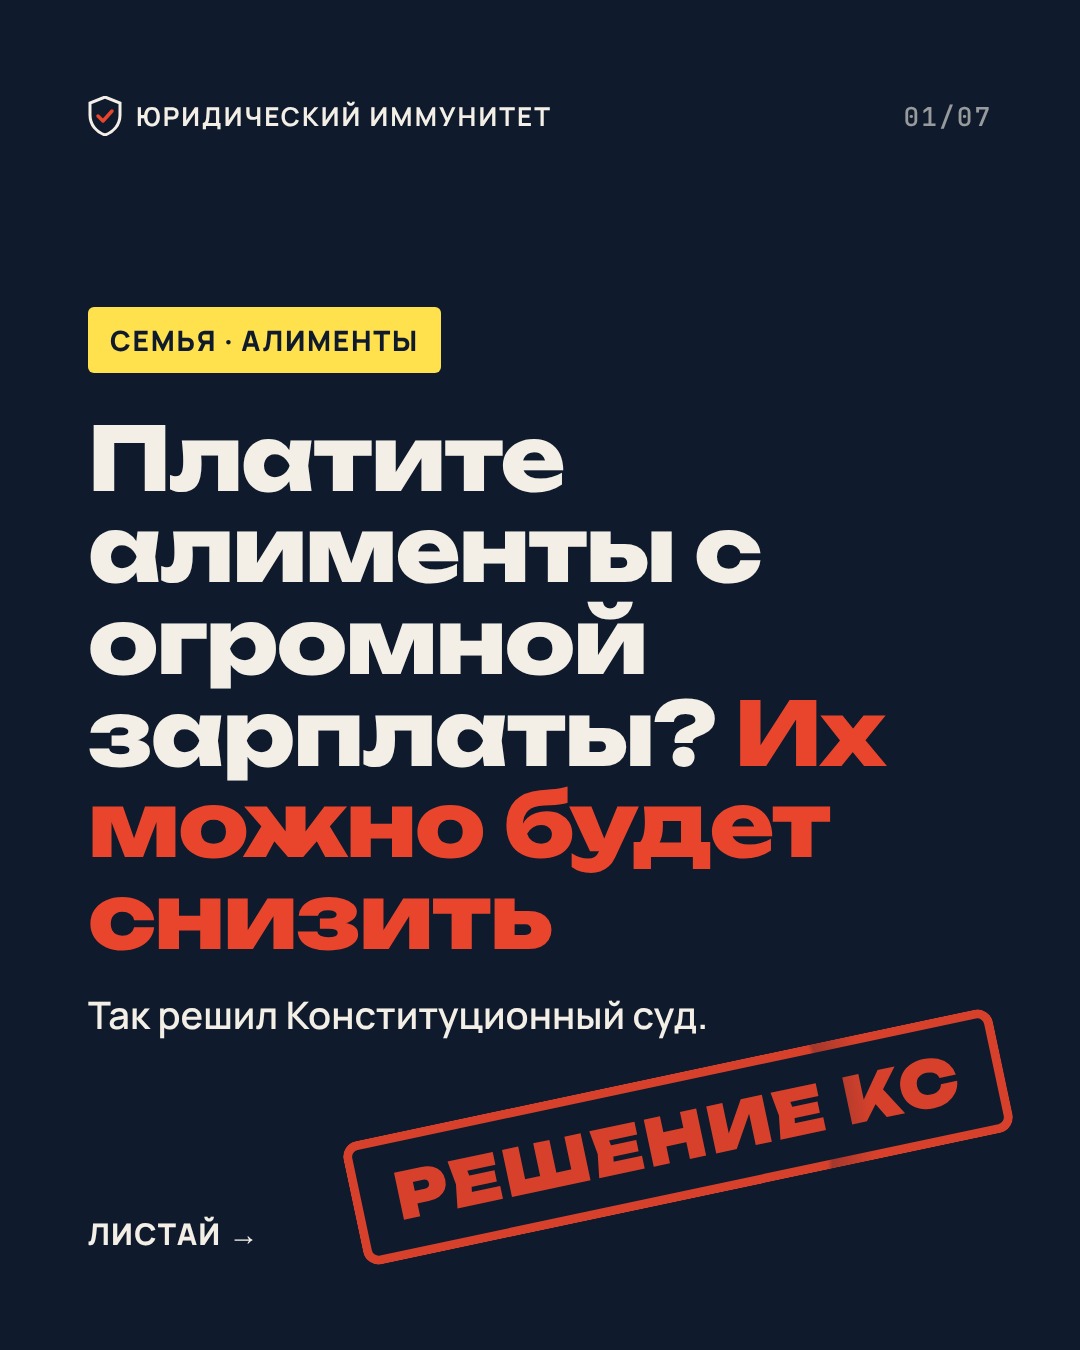 ЮРИДИЧЕСКИЙ ИММУНИТЕТ
01/07
СЕМЬЯ · АЛИМЕНТЫ
Платите
алименты с
огромной
зарплаты? Их
можно будет
снизить
Так решил Конституционный суд.
РЕШЕНИЕ КС
ЛИСТАЙ →